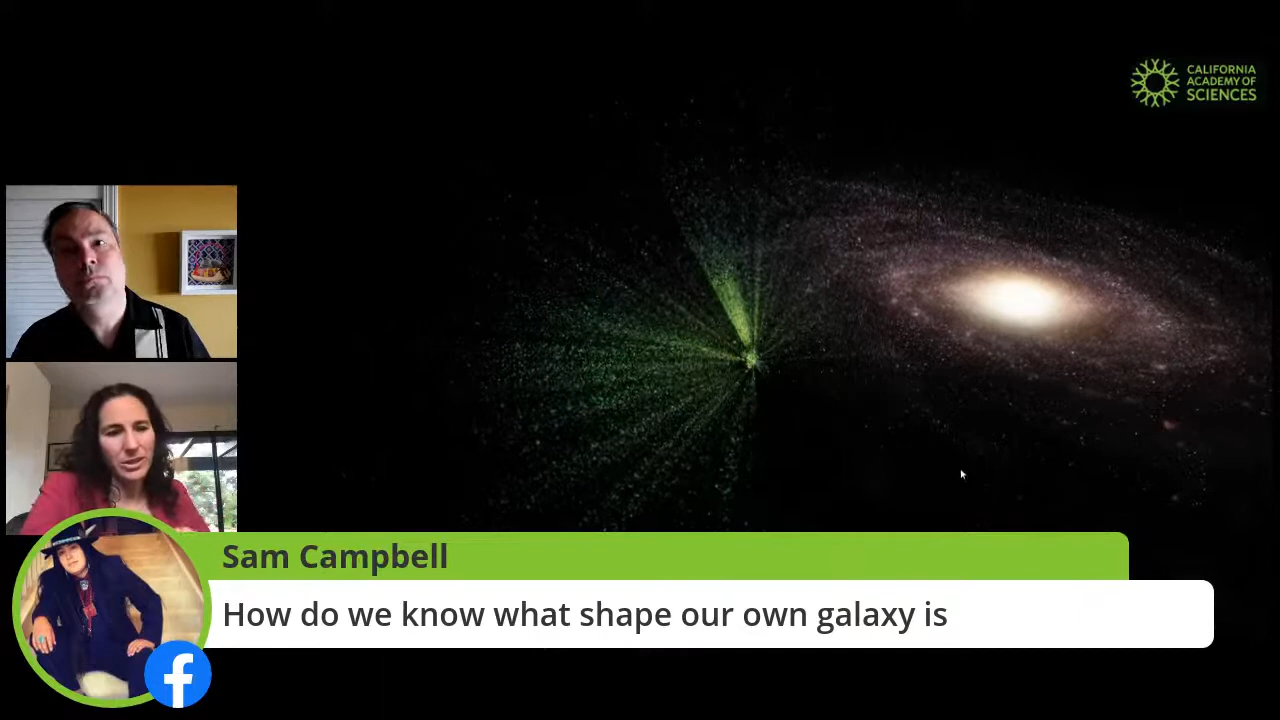 CALIFORNIA
ACADEMY OF
SCIENCES
Sam Campbell
How do we know what shape our own galaxy is